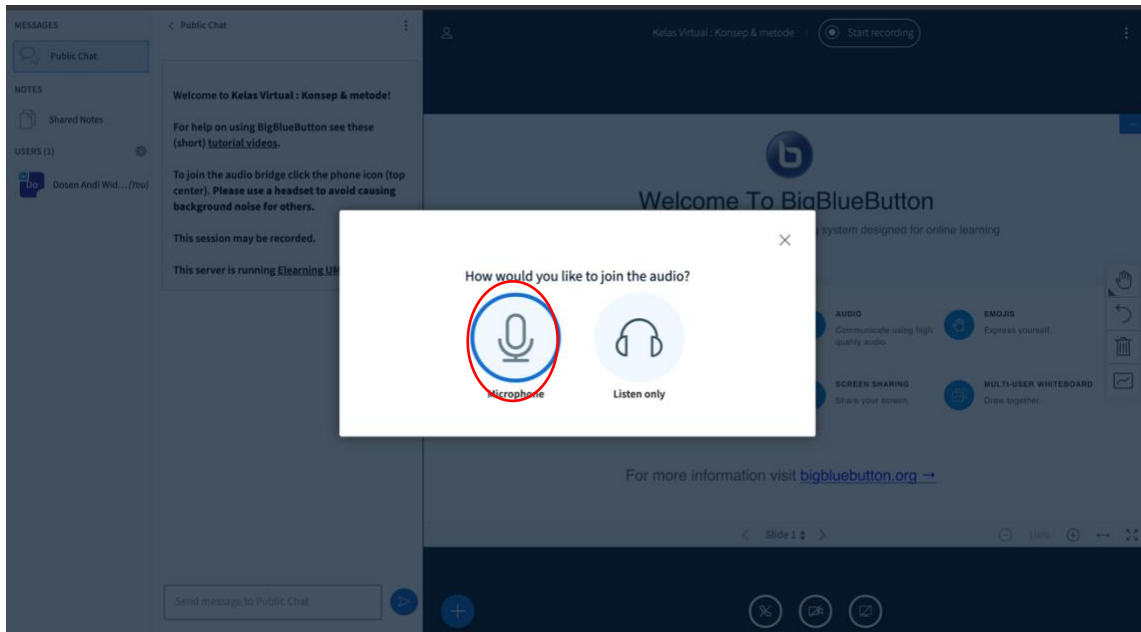 MESSAGES
Public Chat
NOTES
Shared Notes
USERS (1)
Do
Dosen Andi Wid... (You)
Public Chat
Welcome to Kelas Virtual : Konsep & metode!
For help on using BigBlueButton see these
(short) tutorial videos.
To join the audio bridge click the phone icon (top
center). Please use a headset to avoid causing
background noise for others.
This session may be recorded.
This server is running Elearning UM
Send message to Public Chat
Kelas Virtual : Konsep & metode
Start recording
Welcome To BigBlueButton
system designed for online learning
How would you like to join the audio?
Microphone
Listen only
AUDIO
Communicate using high
quality audio.
EMOJIS
Express yourself.
SCREEN SHARING
Share your screen.
MULTI-USER WHITEBOARD
Draw together.
For more information visit bigbluebutton.org →
Slide 1